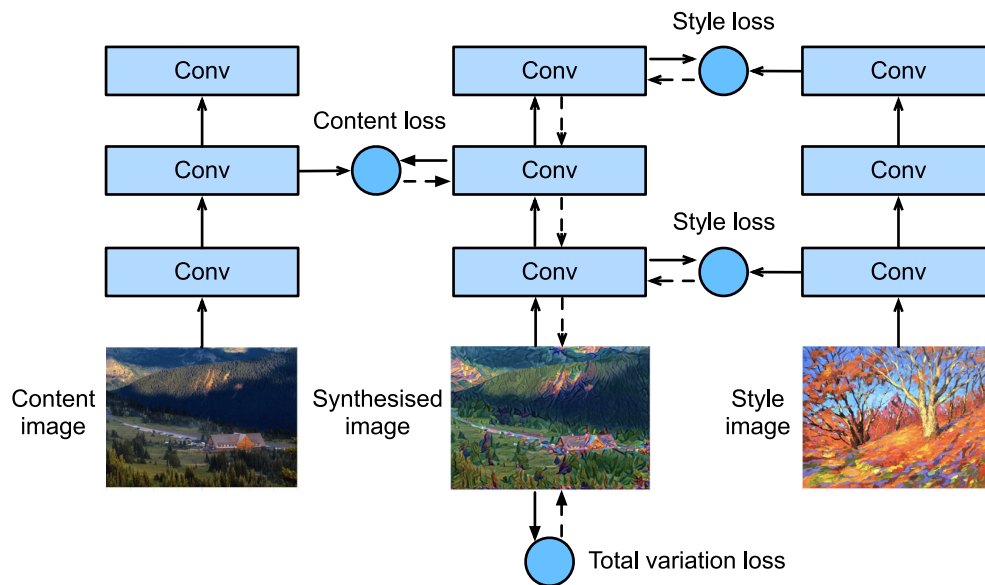 Style loss
Conv
Conv
Conv
Content loss
Conv
Conv
Conv
Style loss
Conv
Conv
Conv
Content
image
Synthesised
image
Style
image
Total variation loss